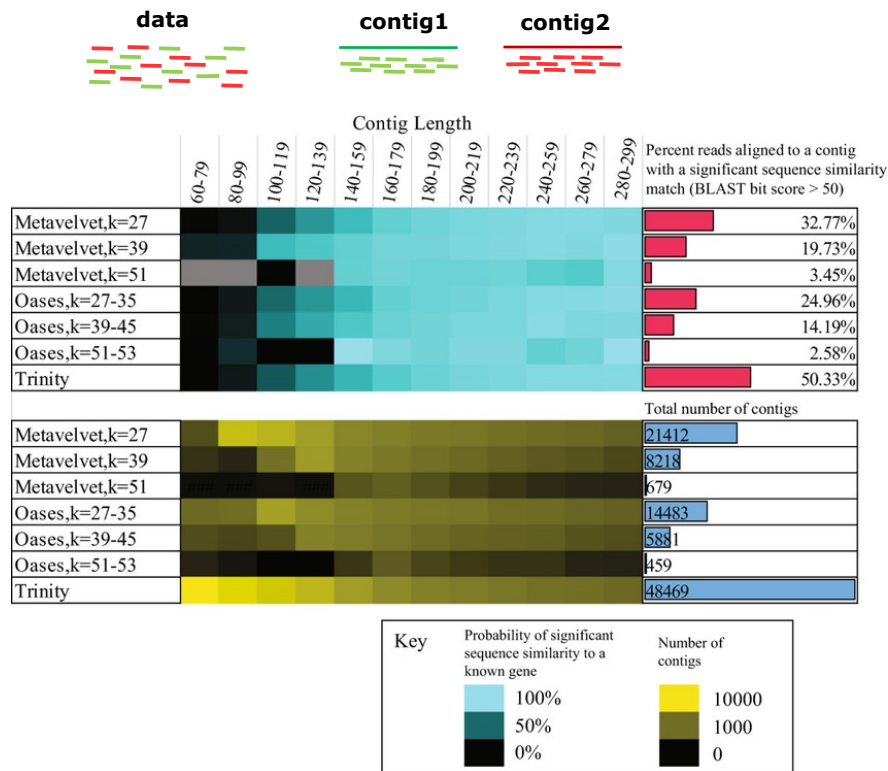 data contig1 contig2
Contig Length
60-79 80-99 100-119 120-139 140-159 160-179 180-199 200-219 220-239 240-259 260-279 280-299
Percent reads aligned to a contig
with a significant sequence similarity
match (BLAST bit score > 50)
Metavelvet,k=27 32.77%
Metavelvet,k=39 19.73%
Metavelvet,k=51 3.45%
Oases,k=27-35 24.96%
Oases,k=39-45 14.19%
Oases,k=51-53 2.58%
Trinity 50.33%
Total number of contigs
Metavelvet,k=27 21412
Metavelvet,k=39 8218
Metavelvet,k=51 679
Oases,k=27-35 14483
Oases,k=39-45 5881
Oases,k=51-53 459
Trinity 48469
Key
Probability of significant
sequence similarity to a
known gene
100%
50%
0%
Number of
contigs
10000
1000
0